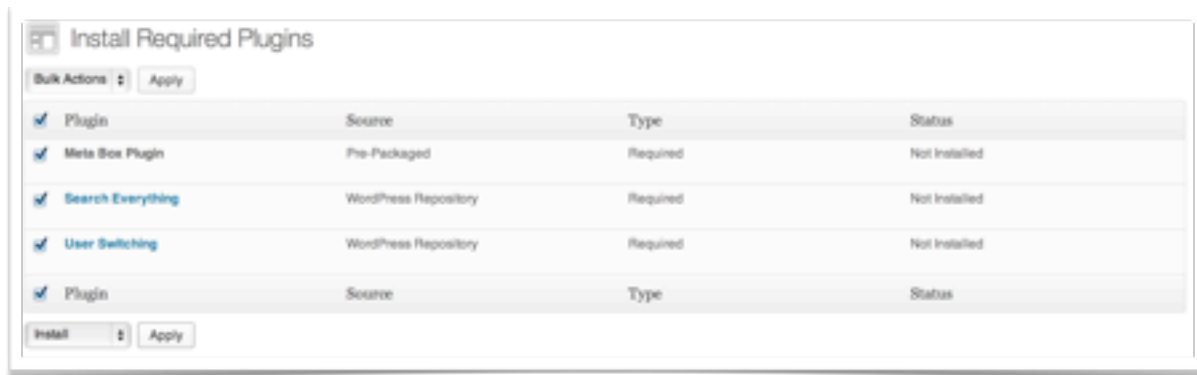 Install Required Plugins
Bulk Actions Apply
Plugin Source Type Status
Meta Box Plugin Pre-Packaged Required Not Installed
Search Everything WordPress Repository Required Not Installed
User Switching WordPress Repository Required Not Installed
Plugin Source Type Status
Install Apply